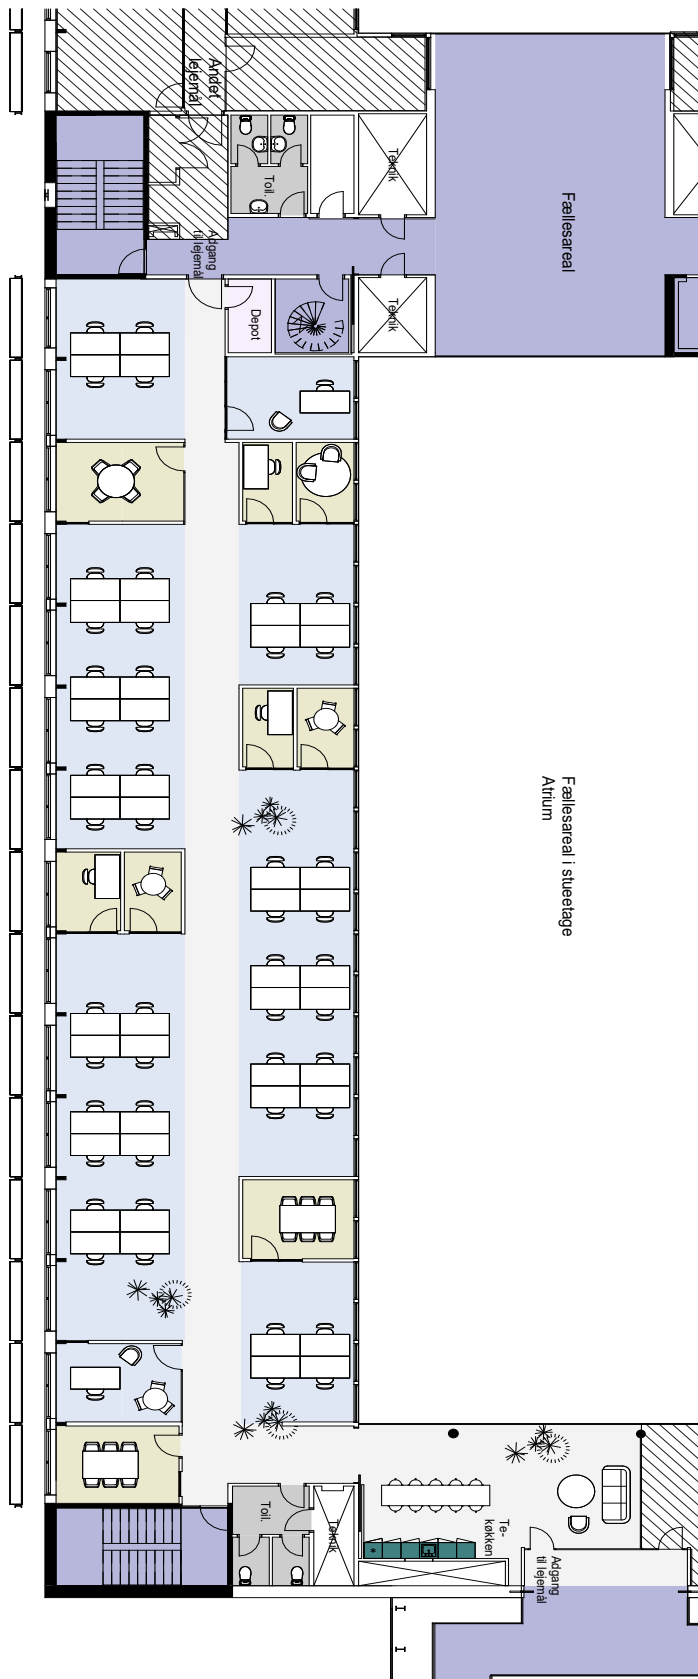 Andet
lejemål
Teknik
Toil.
Adgang
til lejemål
Fællesareal
Teknik
Depot
Fællesareal i stueetage
Atrium
Te-
køkken
Toil.
Teknik
Adgang
til lejemål